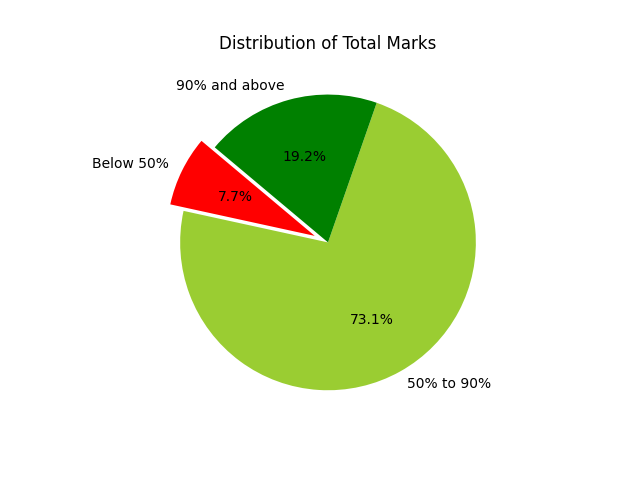 Distribution of Total Marks
90% and above
19.2%
Below 50%
7.7%
73.1%
50% to 90%